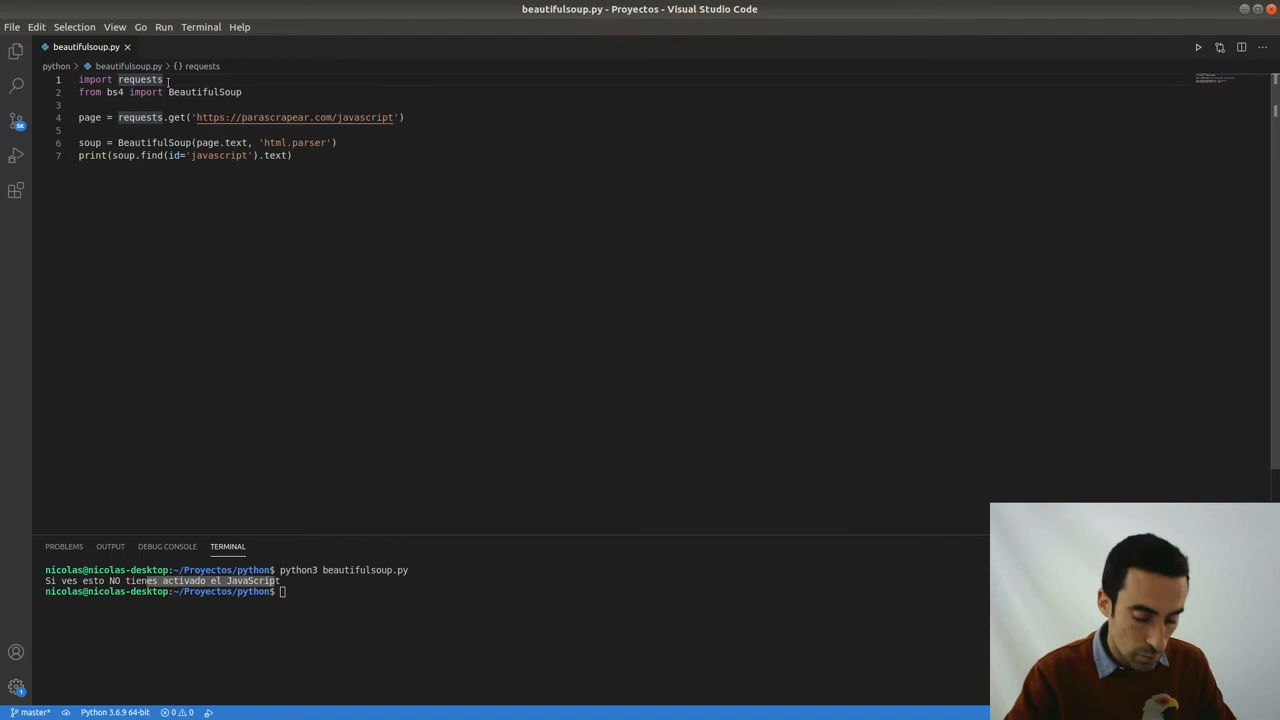 beautifulsoup.py - Proyectos - Visual Studio Code
File Edit Selection View Go Run Terminal Help
beautifulsoup.py
python > beautifulsoup.py > {} requests
1 import requests
2 from bs4 import BeautifulSoup
3
4 page = requests.get('https://parascrapear.com/javascript')
5
6 soup = BeautifulSoup(page.text, 'html.parser')
7 print(soup.find(id='javascript').text)
5K
PROBLEMS OUTPUT DEBUG CONSOLE TERMINAL
nicolas@nicolas-desktop:~/Proyectos/python$ python3 beautifulsoup.py
Si ves esto NO tienes activado el JavaScript
nicolas@nicolas-desktop:~/Proyectos/python$
1
master* Python 3.6.9 64-bit 0 0